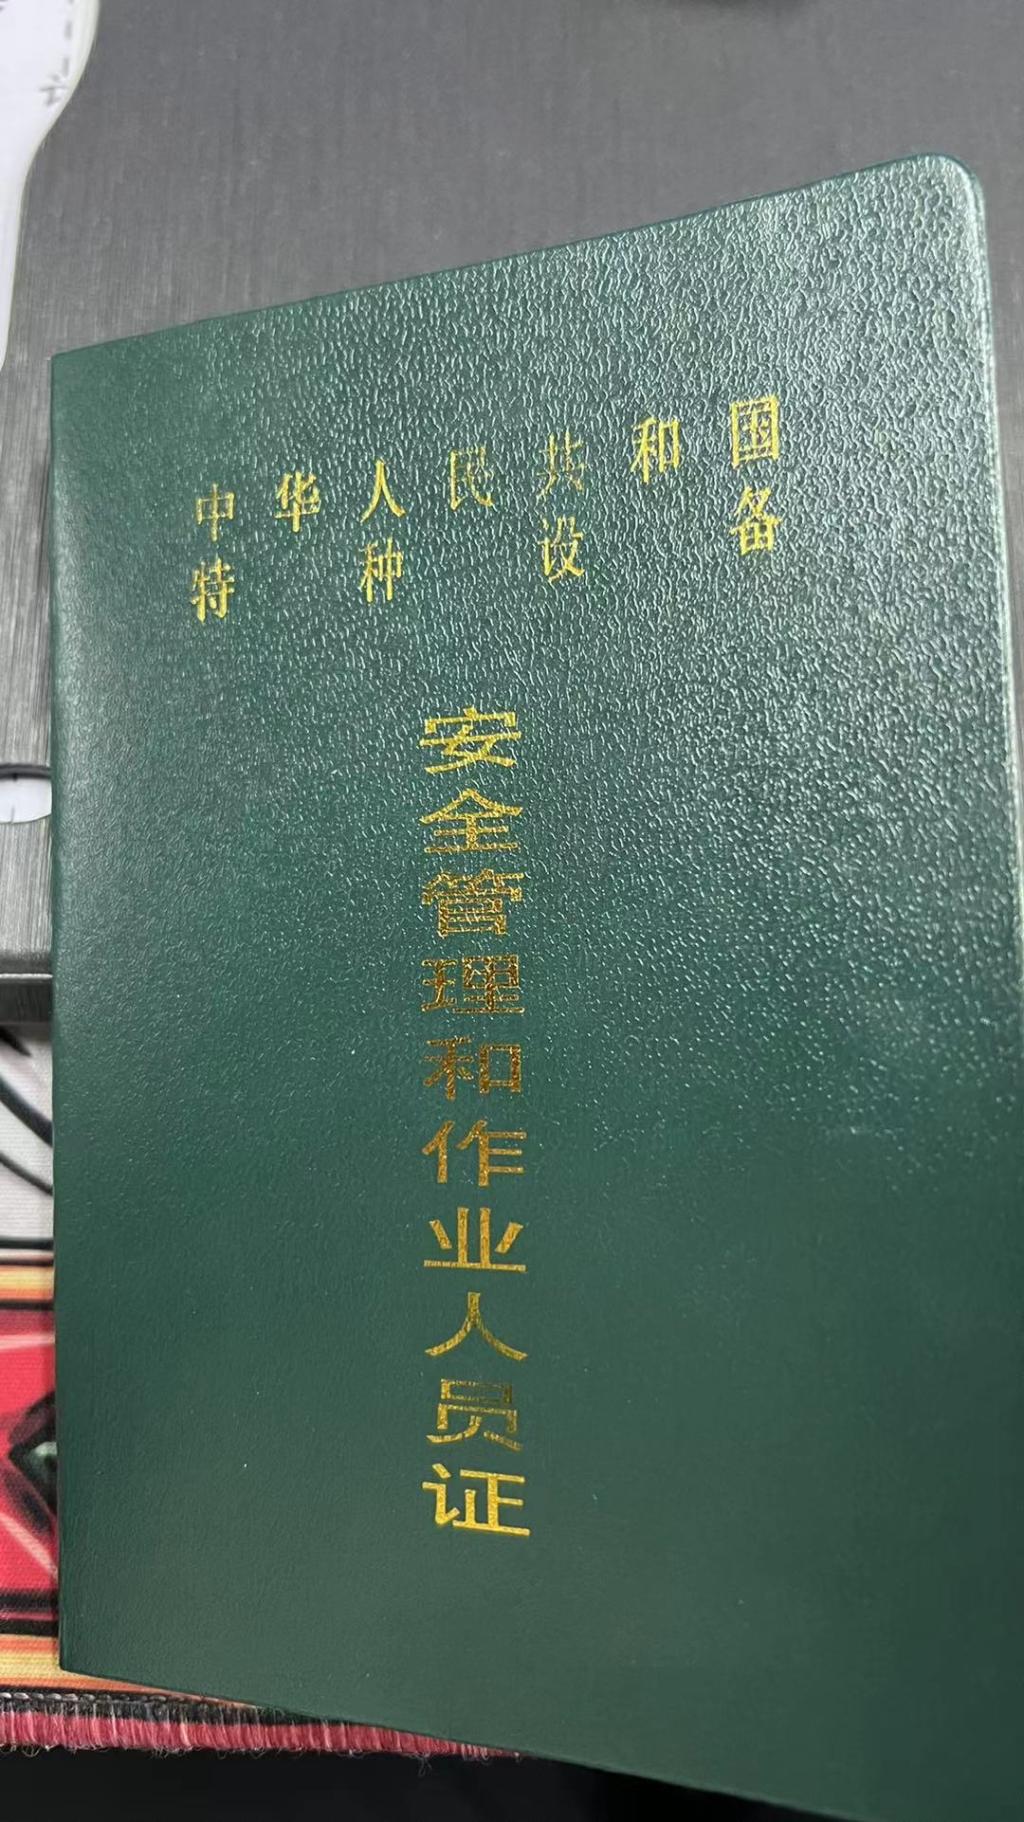 中华人民共和国
特种设备
安全管理和作业人员证